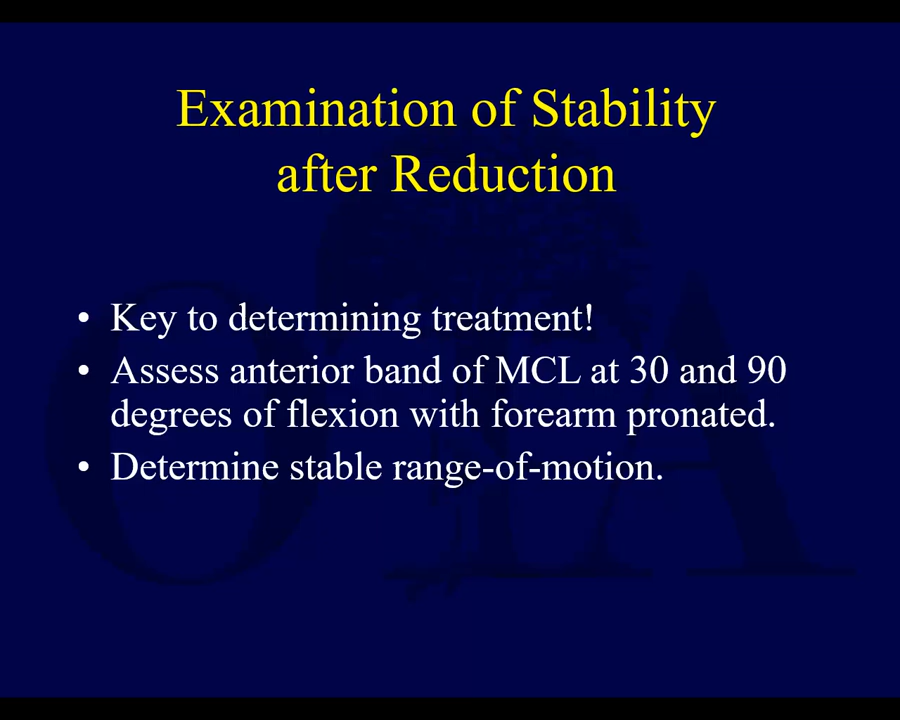 Examination of Stability
after Reduction
• Key to determining treatment!
• Assess anterior band of MCL at 30 and 90
degrees of flexion with forearm pronated.
• Determine stable range-of-motion.
OTA